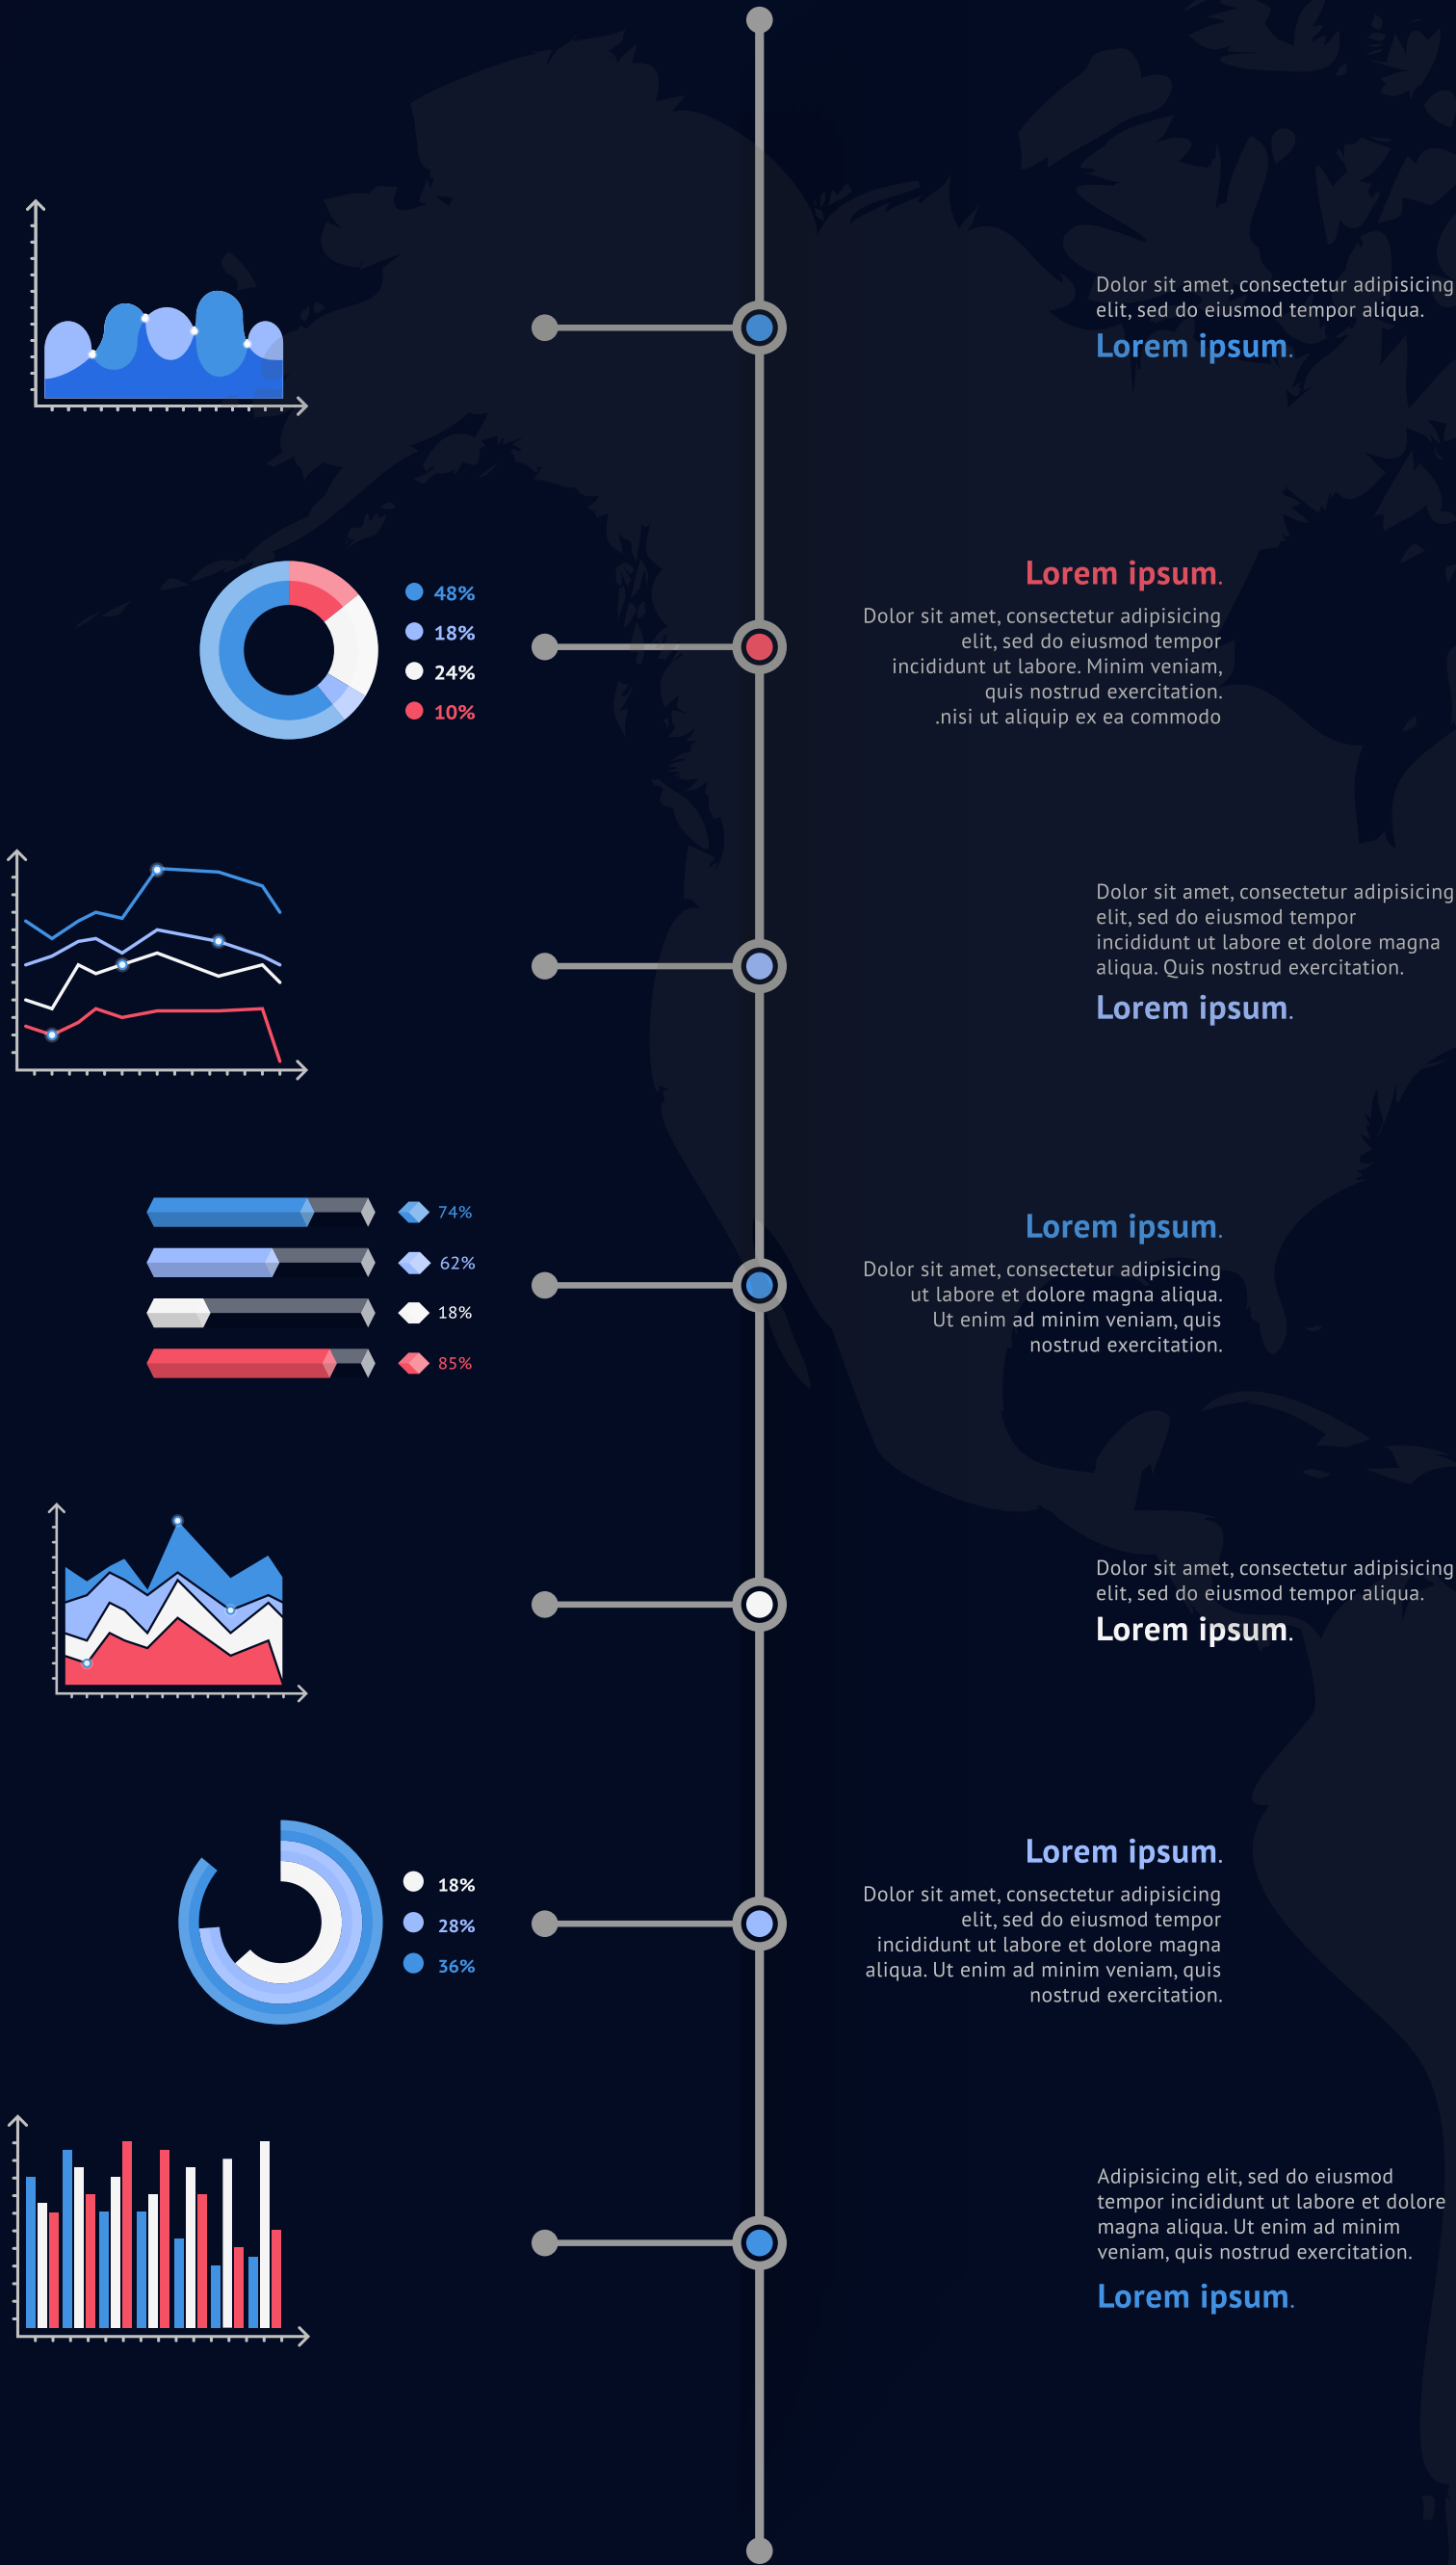 Dolor sit amet, consectetur adipisicing
elit, sed do eiusmod tempor aliqua.
Lorem ipsum.
48%
18%
24%
10%
Lorem ipsum.
Dolor sit amet, consectetur adipisicing
elit, sed do eiusmod tempor
incididunt ut labore. Minim veniam,
quis nostrud exercitation.
.nisi ut aliquip ex ea commodo
Dolor sit amet, consectetur adipisicing
elit, sed do eiusmod tempor
incididunt ut labore et dolore magna
aliqua. Quis nostrud exercitation.
Lorem ipsum.
74%
62%
18%
85%
Lorem ipsum.
Dolor sit amet, consectetur adipisicing
ut labore et dolore magna aliqua.
Ut enim ad minim veniam, quis
nostrud exercitation.
Dolor sit amet, consectetur adipisicing
elit, sed do eiusmod tempor aliqua.
Lorem ipsum.
18%
28%
36%
Lorem ipsum.
Dolor sit amet, consectetur adipisicing
elit, sed do eiusmod tempor
incididunt ut labore et dolore magna
aliqua. Ut enim ad minim veniam, quis
nostrud exercitation.
Adipisicing elit, sed do eiusmod
tempor incididunt ut labore et dolore
magna aliqua. Ut enim ad minim
veniam, quis nostrud exercitation.
Lorem ipsum.